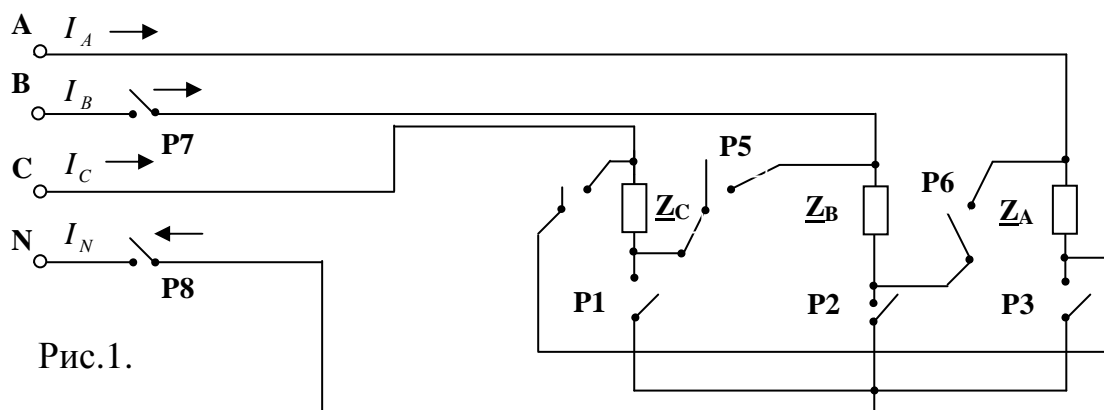 A I_A
B I_B
P7
C I_C
N I_N
P8
P5
P6
Z_C
Z_B
Z_A
P1
P2
P3
Рис.1.